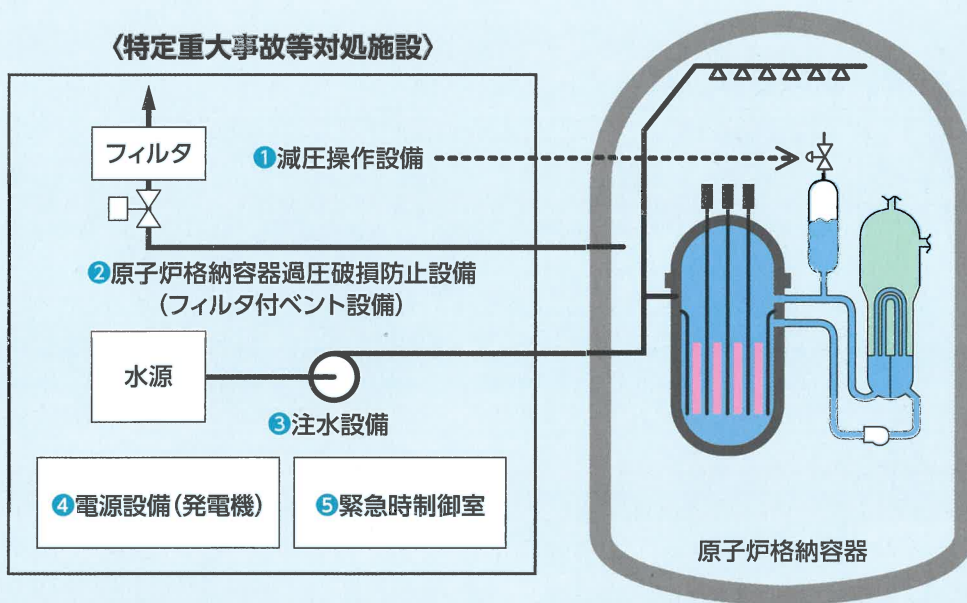 〈特定重大事故等対処施設〉
フィルタ
❶減圧操作設備
❷原子炉格納容器過圧破損防止設備
（フィルタ付ベント設備）
水源
❸注水設備
❹電源設備（発電機）
❺緊急時制御室
原子炉格納容器